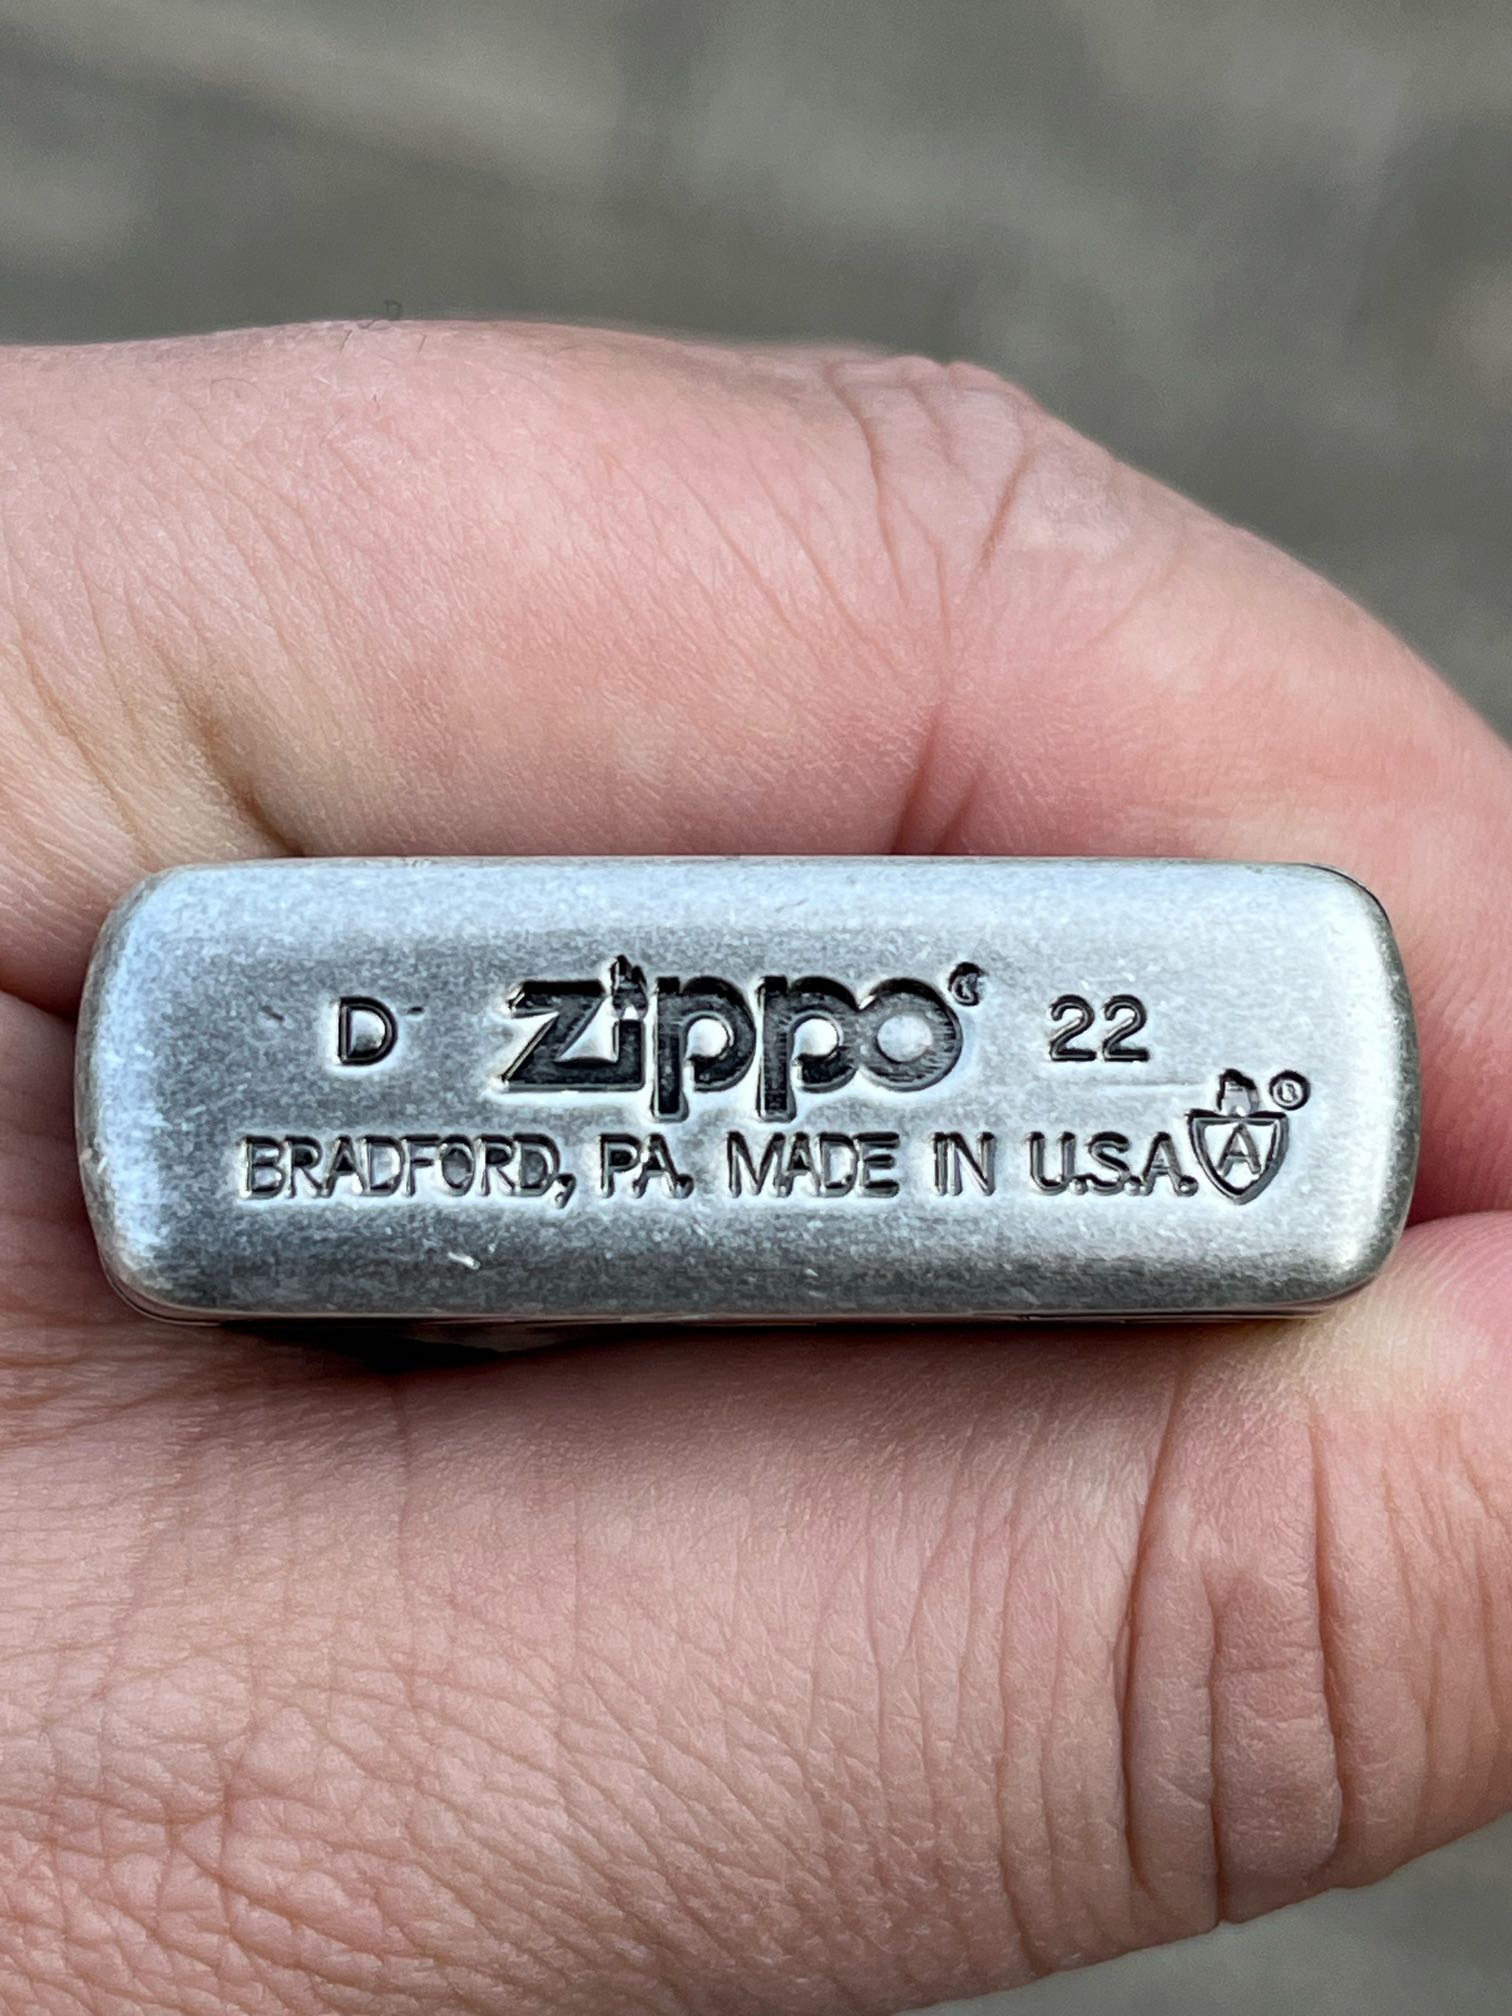 D zippo® 22
BRADFORD, PA. MADE IN U.S.A. A ®